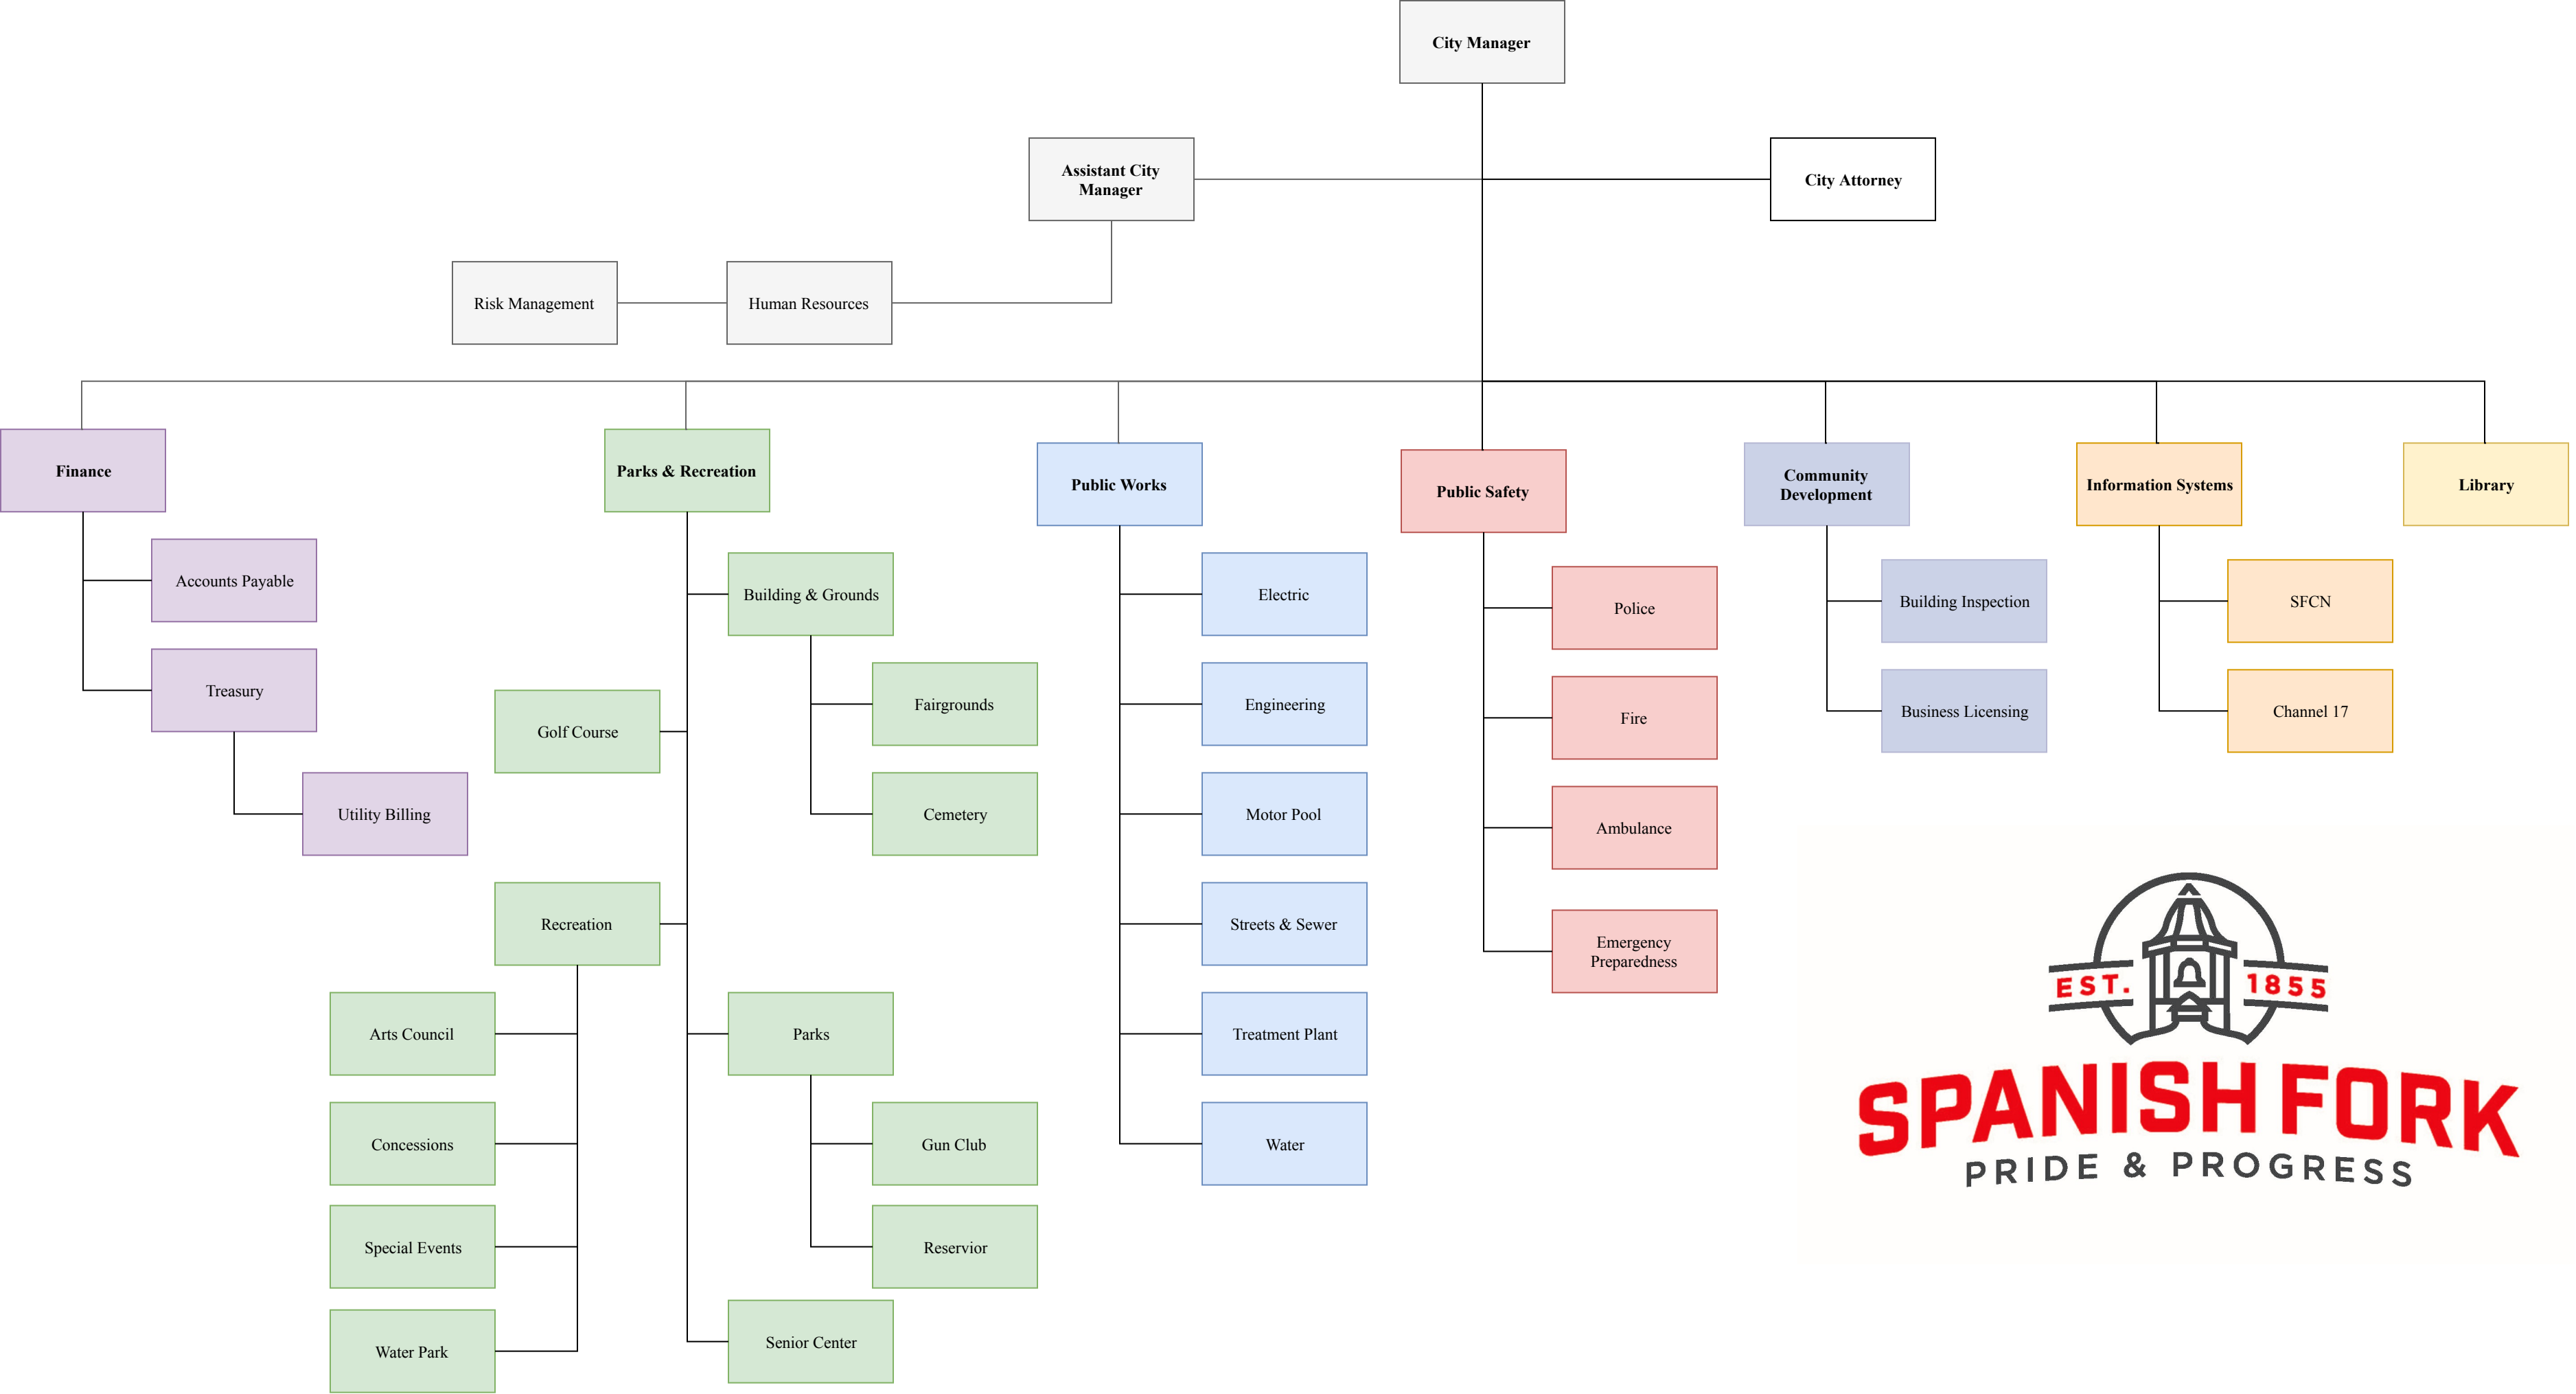 City Manager
Assistant City
Manager
City Attorney
Risk Management
Human Resources
Finance
Parks & Recreation
Public Works
Public Safety
Community
Development
Information Systems
Library
Accounts Payable
Treasury
Utility Billing
Building & Grounds
Fairgrounds
Cemetery
Golf Course
Recreation
Arts Council
Concessions
Special Events
Water Park
Parks
Gun Club
Reservior
Senior Center
Electric
Engineering
Motor Pool
Streets & Sewer
Treatment Plant
Water
Police
Fire
Ambulance
Emergency
Preparedness
Building Inspection
Business Licensing
SFCN
Channel 17
EST. 1855
SPANISH FORK
PRIDE & PROGRESS